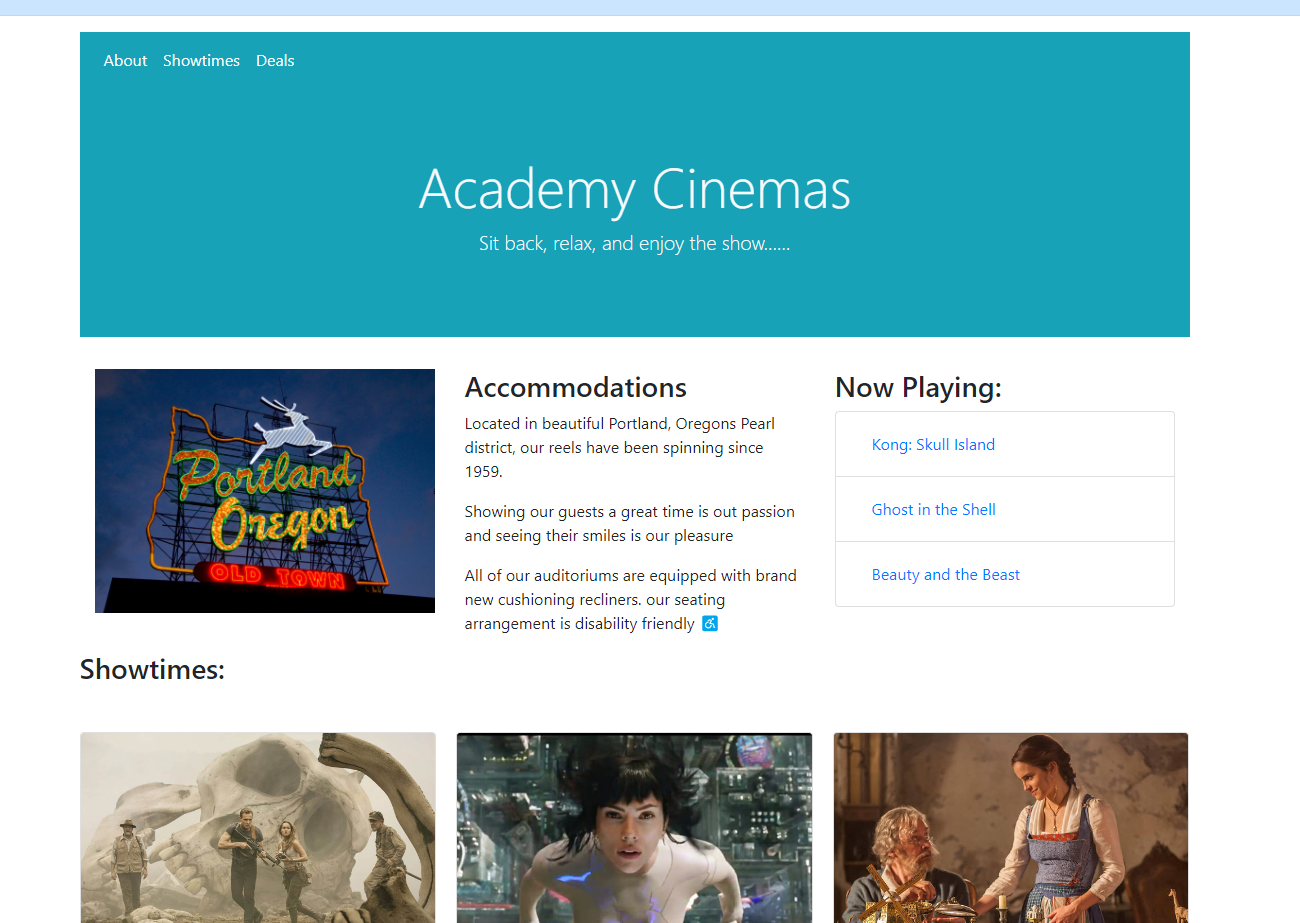 About Showtimes Deals
Academy Cinemas
Sit back, relax, and enjoy the show......
Portland
Oregon
OLD TOWN
Accommodations
Located in beautiful Portland, Oregons Pearl
district, our reels have been spinning since
1959.
Showing our guests a great time is out passion
and seeing their smiles is our pleasure
All of our auditoriums are equipped with brand
new cushioning recliners. our seating
arrangement is disability friendly ♿
Now Playing:
Kong: Skull Island
Ghost in the Shell
Beauty and the Beast
Showtimes: